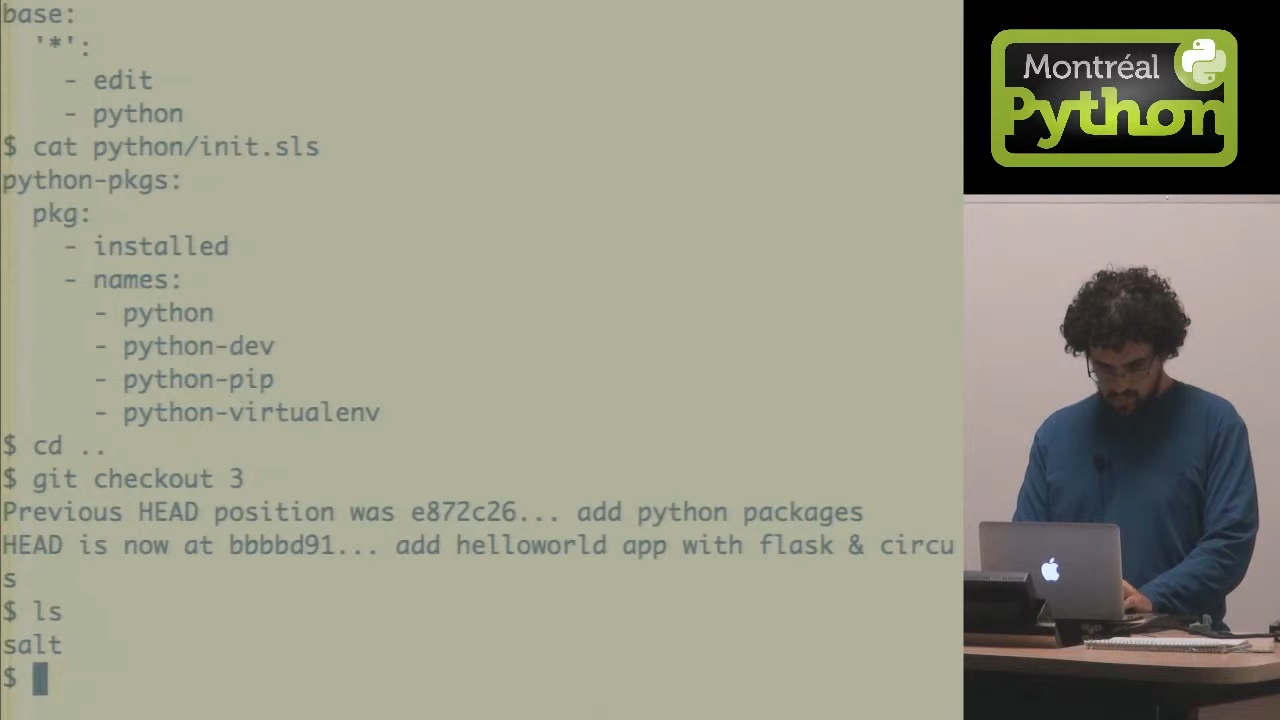 base:
  '*':
    - edit
    - python
$ cat python/init.sls
python-pkgs:
  pkg:
    - installed
    - names:
      - python
      - python-dev
      - python-pip
      - python-virtualenv
$ cd ..
$ git checkout 3
Previous HEAD position was e872c26... add python packages
HEAD is now at bbbbd91... add helloworld app with flask & circu
s
$ ls
salt
$
Montréal
Python